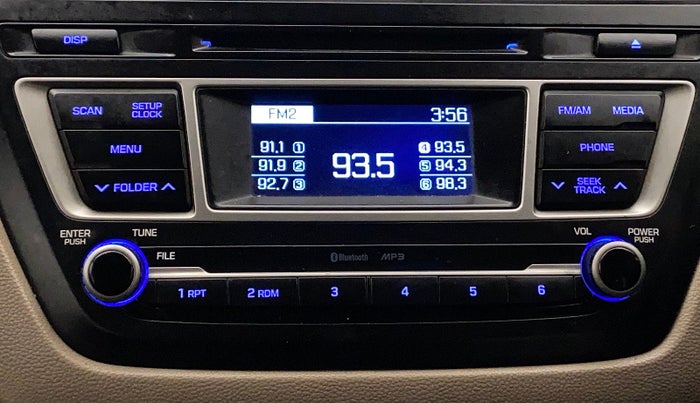 DISP
SCAN SETUP CLOCK
MENU
FOLDER
FM2 3:56
91.1 1
91.9 2
92.7 3
93.5
4 93.5
5 94.3
6 98.3
FM/AM MEDIA
PHONE
SEEK TRACK
ENTER PUSH
TUNE
FILE
Bluetooth MP3
VOL
POWER PUSH
1 RPT 2 RDM 3 4 5 6